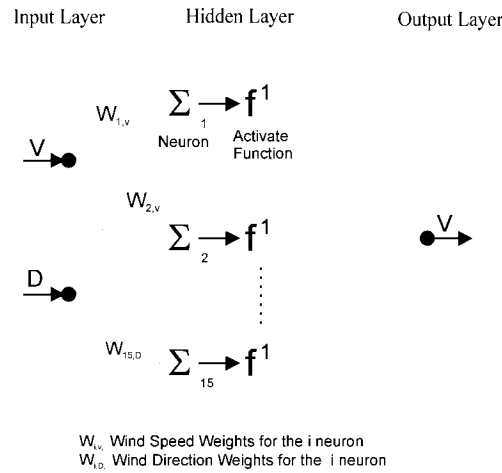 Input Layer
Hidden Layer
Output Layer
W1,v
Σ 1 f1
Neuron
Activate Function
V
W2,v
Σ 2 f1
V
D
W15,D
Σ 15 f1
Wi,v, Wind Speed Weights for the i neuron
Wi,D, Wind Direction Weights for the i neuron